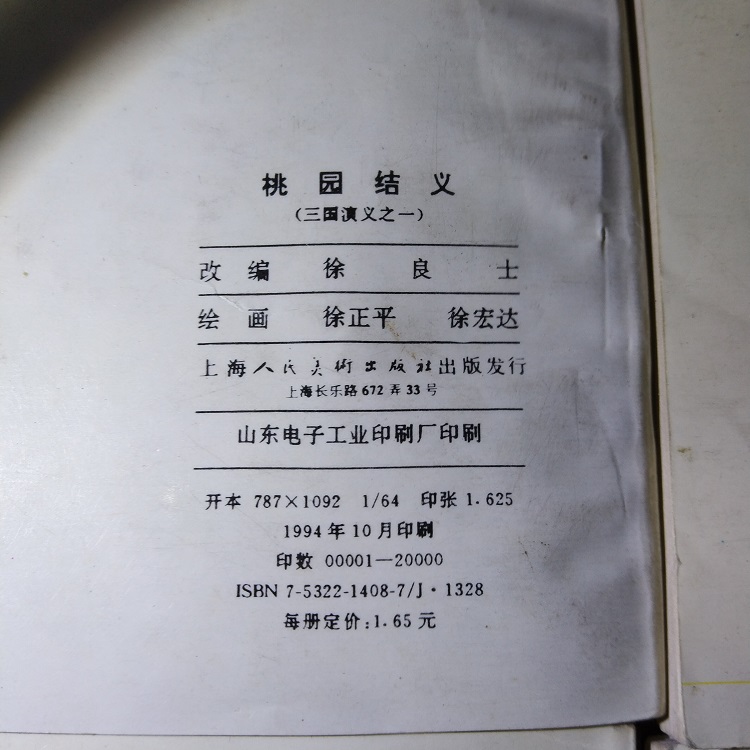 桃园结义
（三国演义之一）
改编 徐良士
绘画 徐正平 徐宏达
上海人民美術出版社出版发行
上海长乐路672弄33号
山东电子工业印刷厂印刷
开本 787×1092 1/64 印张 1.625
1994年10月印刷
印数 00001—20000
ISBN 7-5322-1408-7/J·1328
每册定价：1.65元